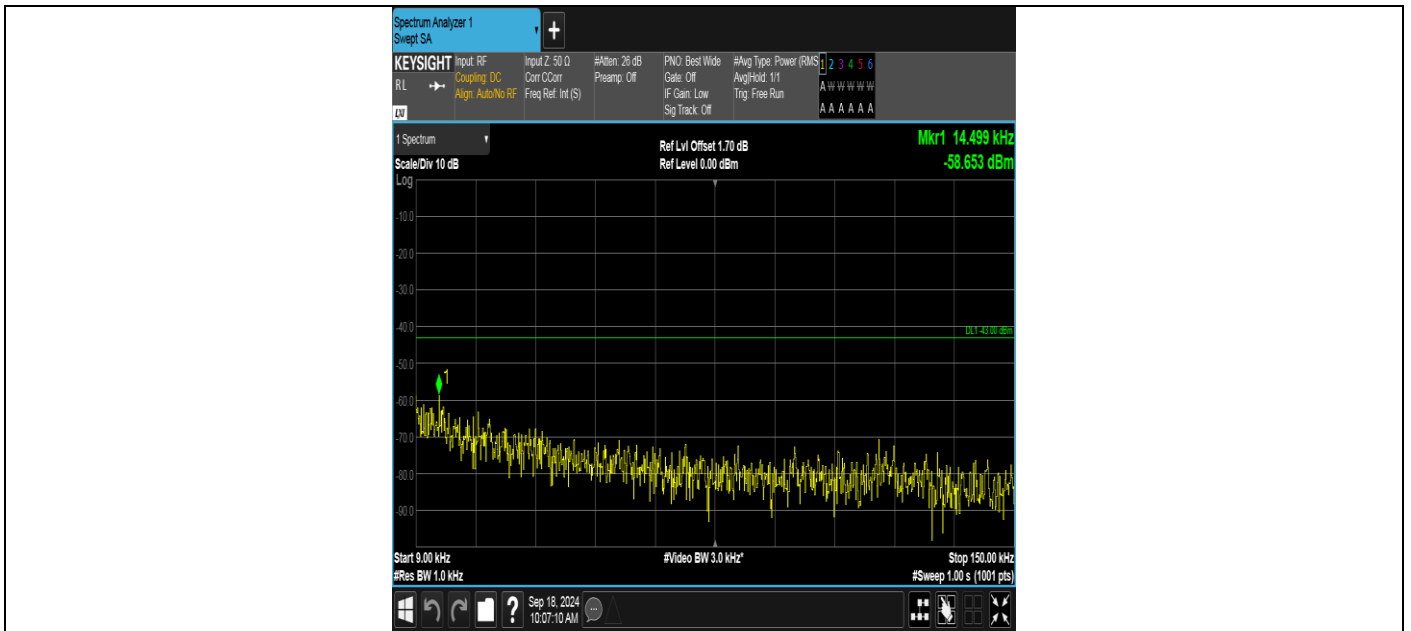 Spectrum Analyzer 1
Swept SA
+
KEYSIGHT Input: RF Input Z: 50 Ω #Atten: 26 dB PNO: Best Wide #Avg Type: Power (RMS 1 2 3 4 5 6
RL Coupling: DC Corr CCorr Preamp: Off Gate: Off Avg|Hold: 1/1 A W W W W W
Align: Auto/No RF Freq Ref: Int (S) IF Gain: Low Trig: Free Run
LXI Sig Track: Off A A A A A A
1 Spectrum Ref Lvl Offset 1.70 dB Mkr1 14.499 kHz
Scale/Div 10 dB Ref Level 0.00 dBm -58.653 dBm
Log
-10.0
-20.0
-30.0
-40.0 DL1 -43.00 dBm
-50.0
1
-60.0
-70.0
-80.0
-90.0
Start 9.00 kHz #Video BW 3.0 kHz* Stop 150.00 kHz
#Res BW 1.0 kHz #Sweep 1.00 s (1001 pts)
? Sep 18, 2024
10:07:10 AM